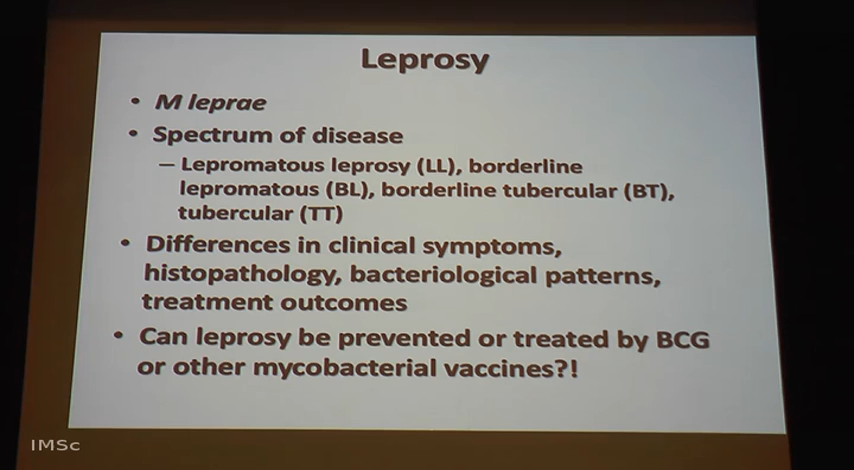 Leprosy
• M leprae
• Spectrum of disease
– Lepromatous leprosy (LL), borderline
lepromatous (BL), borderline tubercular (BT),
tubercular (TT)
• Differences in clinical symptoms,
histopathology, bacteriological patterns,
treatment outcomes
• Can leprosy be prevented or treated by BCG
or other mycobacterial vaccines?!
IMSc